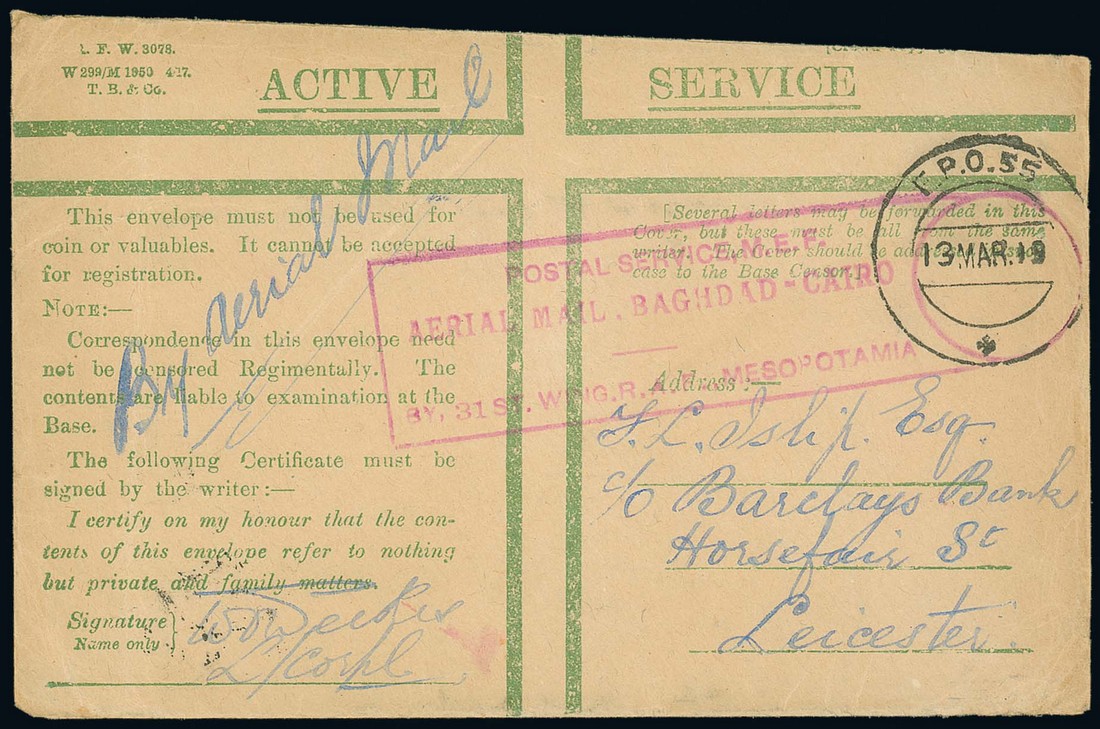 . F. W. 3078.
W 299/M 1950 4-17.
T. B. & Co.
ACTIVE SERVICE
By Aerial Mail
This envelope must not be used for
coin or valuables. It cannot be accepted
for registration.
NOTE:—
Correspondence in this envelope need
not be censored Regimentally. The
contents are liable to examination at the
Base.
The following Certificate must be
signed by the writer:—
I certify on my honour that the con-
tents of this envelope refer to nothing
but private and family matters.
Signature
Name only
L/Corpl
[Several letters may be forwarded in this
Cover, but these must be all from the same
writer. The Cover should be addressed in this
case to the Base Censor.]
F.P.O.55
13 MAR.19
POSTAL SERVICE, M.E.F.
AERIAL MAIL. BAGHDAD-CAIRO
BY, 31ST. WING. R.A.F. MESOPOTAMIA
Address:—
F. L. Islip. Esq.
c/o Barclays Bank
Horsefair St
Leicester.